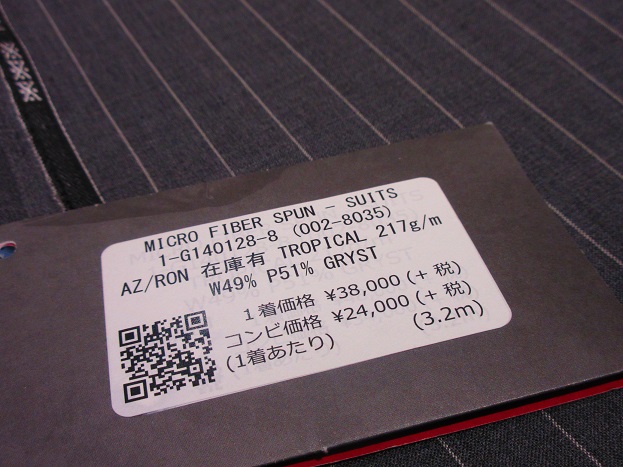 MICRO FIBER SPUN - SUITS
1-G140128-8 (002-8035)
AZ/RON 在庫有 TROPICAL 217g/m
W49% P51% GRYST
1着価格 ¥38,000 (+ 税)
コンビ価格 ¥24,000 (+ 税)
(1着あたり) (3.2m)